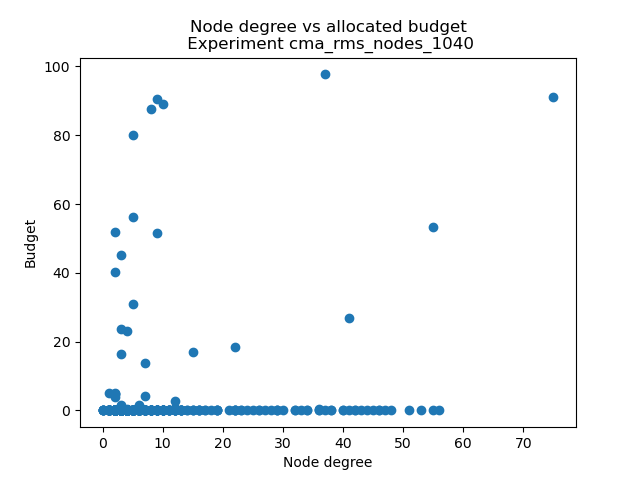 Node degree vs allocated budget
Experiment cma_rms_nodes_1040
100
80
60
40
20
0
Budget
0 10 20 30 40 50 60 70
Node degree